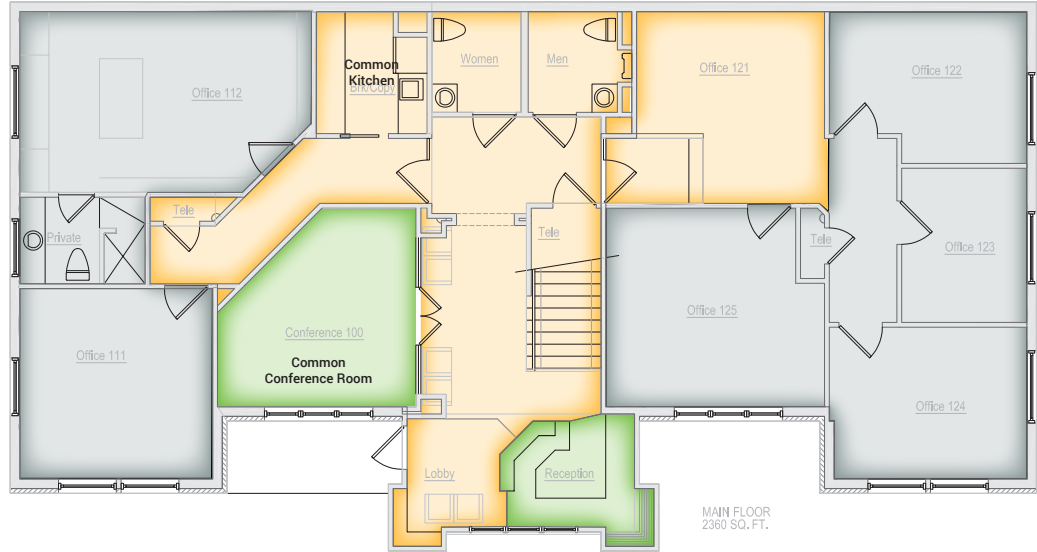 Office 112
Common
Kitchen
Brk/Copy
Women
Men
Office 121
Office 122
Tele
Private
Tele
Tele
Office 123
Office 125
Conference 100
Common
Conference Room
Office 111
Office 124
Lobby
Reception
MAIN FLOOR
2360 SQ. FT.